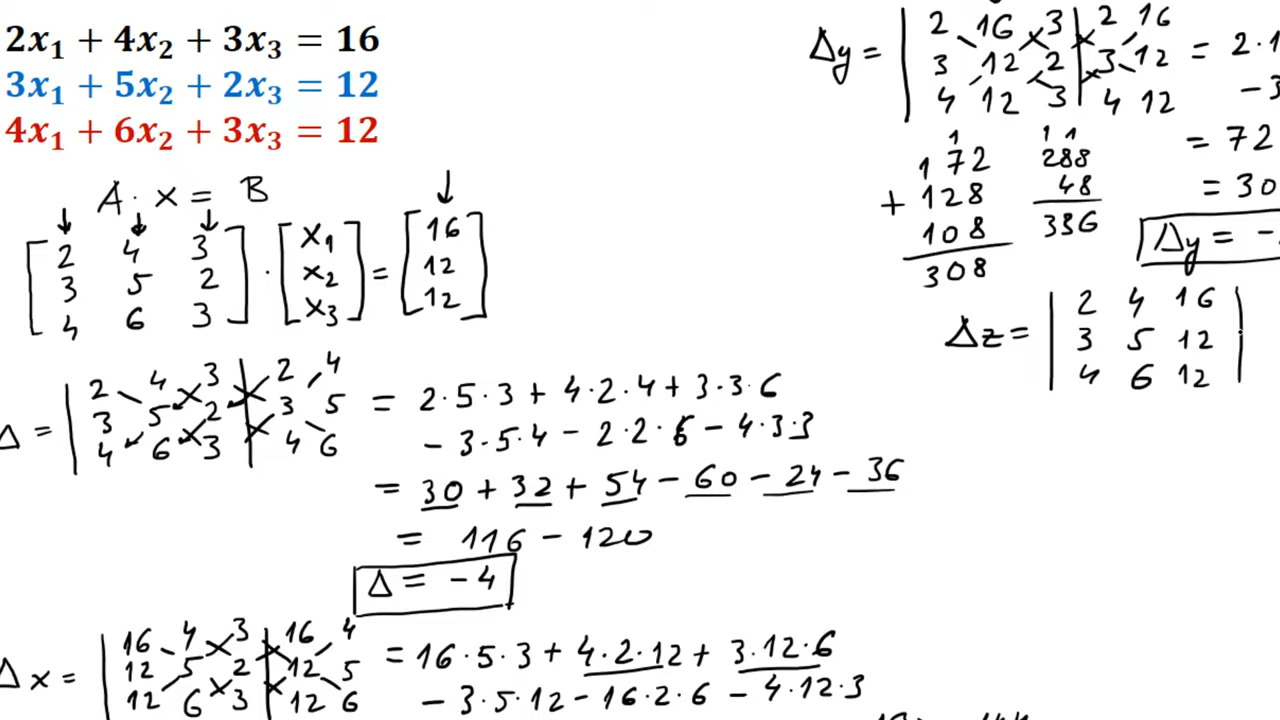 2x₁ + 4x₂ + 3x₃ = 16
3x₁ + 5x₂ + 2x₃ = 12
4x₁ + 6x₂ + 3x₃ = 12
A · x = B
2 4 3 x₁ 16
3 5 2 · x₂ = 12
4 6 3 x₃ 12
2 4 3 | 2 4
Δ = 3 5 2 | 3 5 = 2·5·3 + 4·2·4 + 3·3·6
4 6 3 | 4 6 - 3·5·4 - 2·2·6 - 4·3·3
= 30 + 32 + 54 - 60 - 24 - 36
= 116 - 120
Δ = -4
16 4 3 | 16 4
Δx = 12 5 2 | 12 5 = 16·5·3 + 4·2·12 + 3·12·6
12 6 3 | 12 6 - 3·5·12 - 16·2·6 - 4·12·3
2 16 3 | 2 16
Δy = 3 12 2 | 3 12 = 2·1
4 12 3 | 4 12 - 3
1
172
+ 128
108
308
1 1
288
48
336
= 72
= 30
Δy = -
2 4 16
Δz = 3 5 12
4 6 12